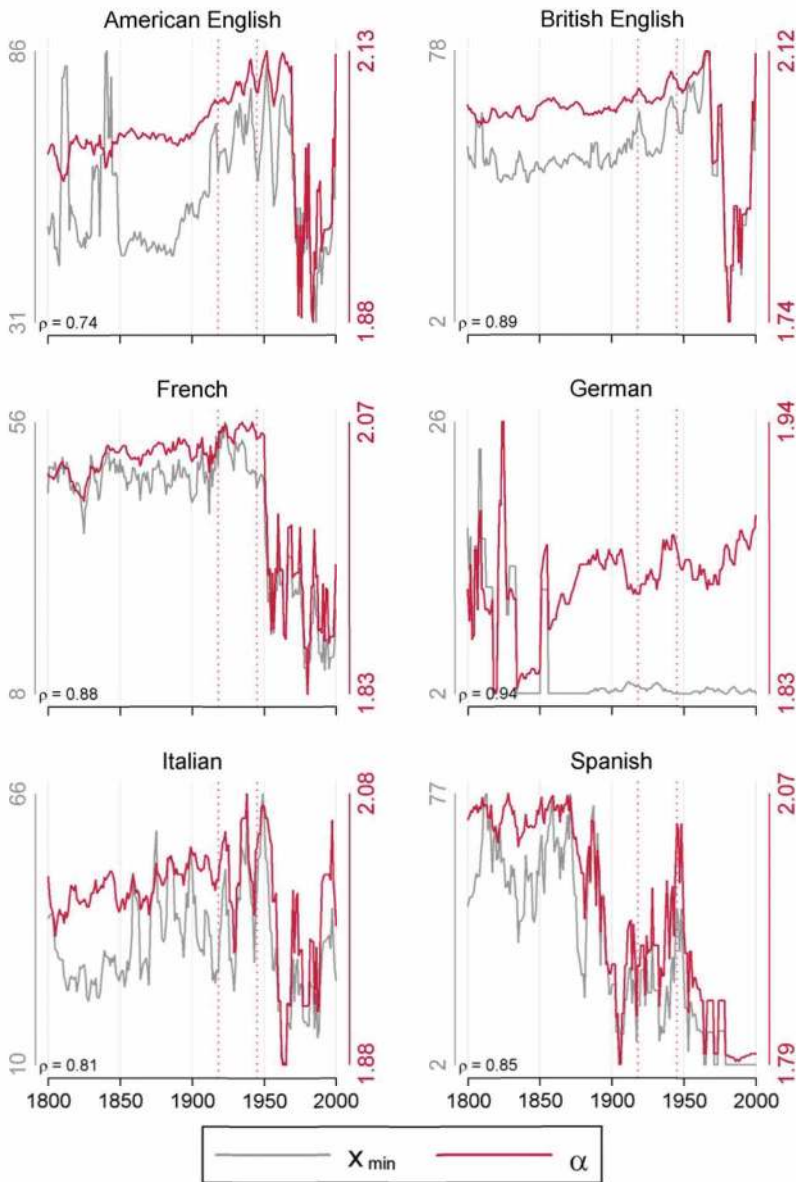 American English
86
31
2.13
1.88
ρ = 0.74
British English
78
2
2.12
1.74
ρ = 0.89
French
56
8
2.07
1.83
ρ = 0.88
German
26
2
1.94
1.83
ρ = 0.94
Italian
66
10
2.08
1.88
ρ = 0.81
Spanish
77
2
2.07
1.79
ρ = 0.85
1800 1850 1900 1950 2000
1800 1850 1900 1950 2000
x min α